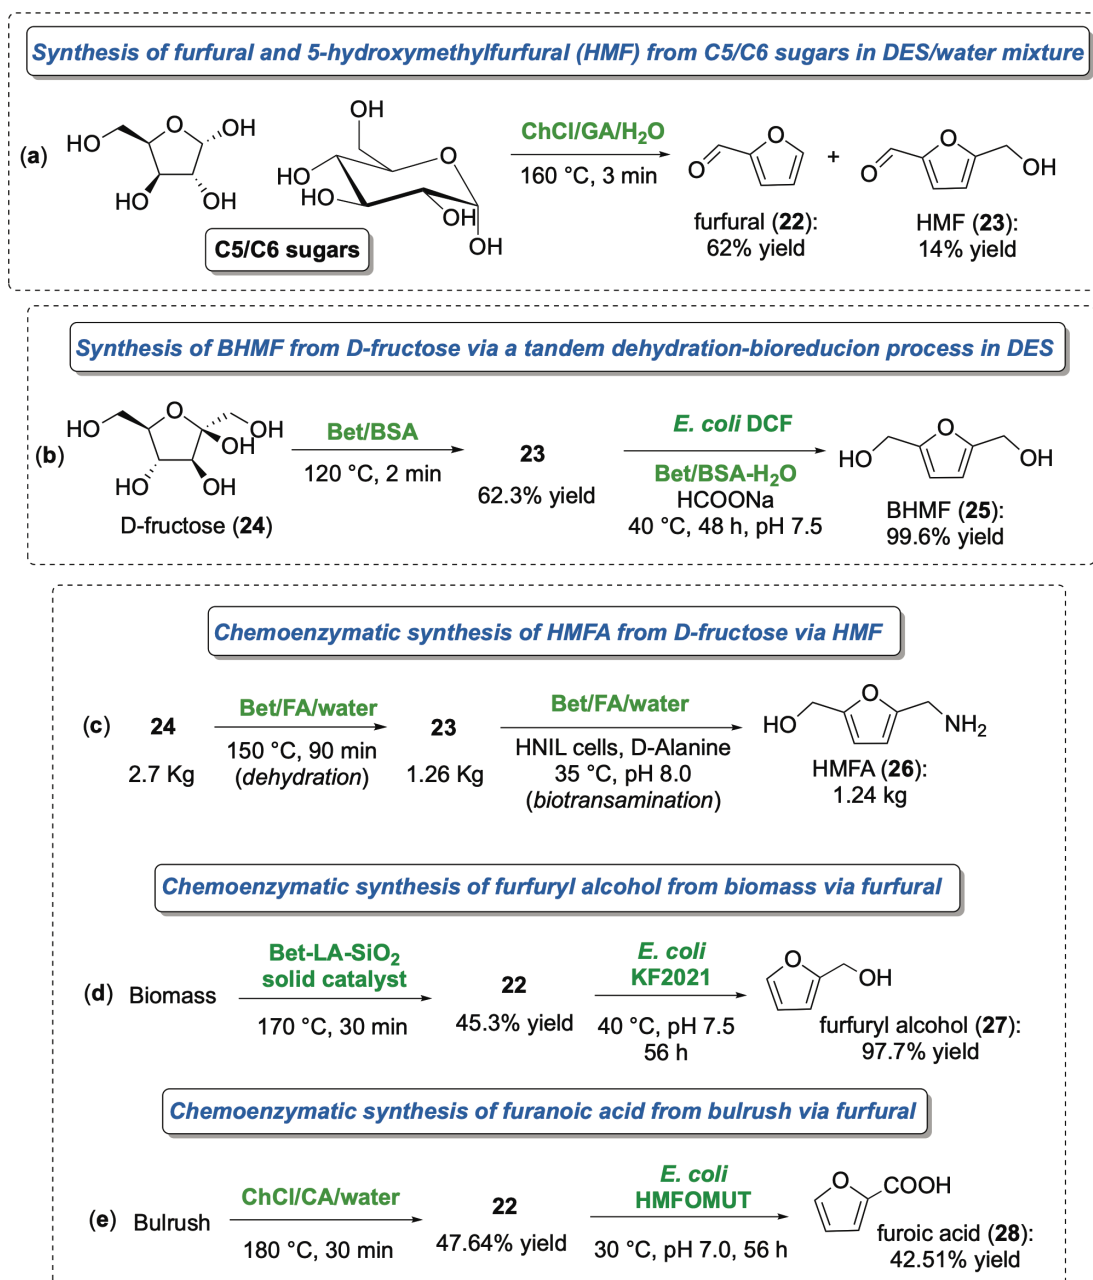 Synthesis of furfural and 5-hydroxymethylfurfural (HMF) from C5/C6 sugars in DES/water mixture
(a)
HO
O
OH
HO
OH
OH
HO
HO
O
OH
OH
C5/C6 sugars
ChCl/GA/H₂O
160 °C, 3 min
O
O
furfural (22):
62% yield
+
O
O
OH
HMF (23):
14% yield
Synthesis of BHMF from D-fructose via a tandem dehydration-bioreducion process in DES
(b)
HO
O
OH
OH
HO
OH
D-fructose (24)
Bet/BSA
120 °C, 2 min
23
62.3% yield
E. coli DCF
Bet/BSA-H₂O
HCOONa
40 °C, 48 h, pH 7.5
HO
O
OH
BHMF (25):
99.6% yield
Chemoenzymatic synthesis of HMFA from D-fructose via HMF
(c)
24
2.7 Kg
Bet/FA/water
150 °C, 90 min
(dehydration)
23
1.26 Kg
Bet/FA/water
HNIL cells, D-Alanine
35 °C, pH 8.0
(biotransamination)
HO
O
NH₂
HMFA (26):
1.24 kg
Chemoenzymatic synthesis of furfuryl alcohol from biomass via furfural
(d) Biomass
Bet-LA-SiO₂
solid catalyst
170 °C, 30 min
22
45.3% yield
E. coli
KF2021
40 °C, pH 7.5
56 h
O
OH
furfuryl alcohol (27):
97.7% yield
Chemoenzymatic synthesis of furanoic acid from bulrush via furfural
(e) Bulrush
ChCl/CA/water
180 °C, 30 min
22
47.64% yield
E. coli
HMFOMUT
30 °C, pH 7.0, 56 h
O
COOH
furoic acid (28):
42.51% yield